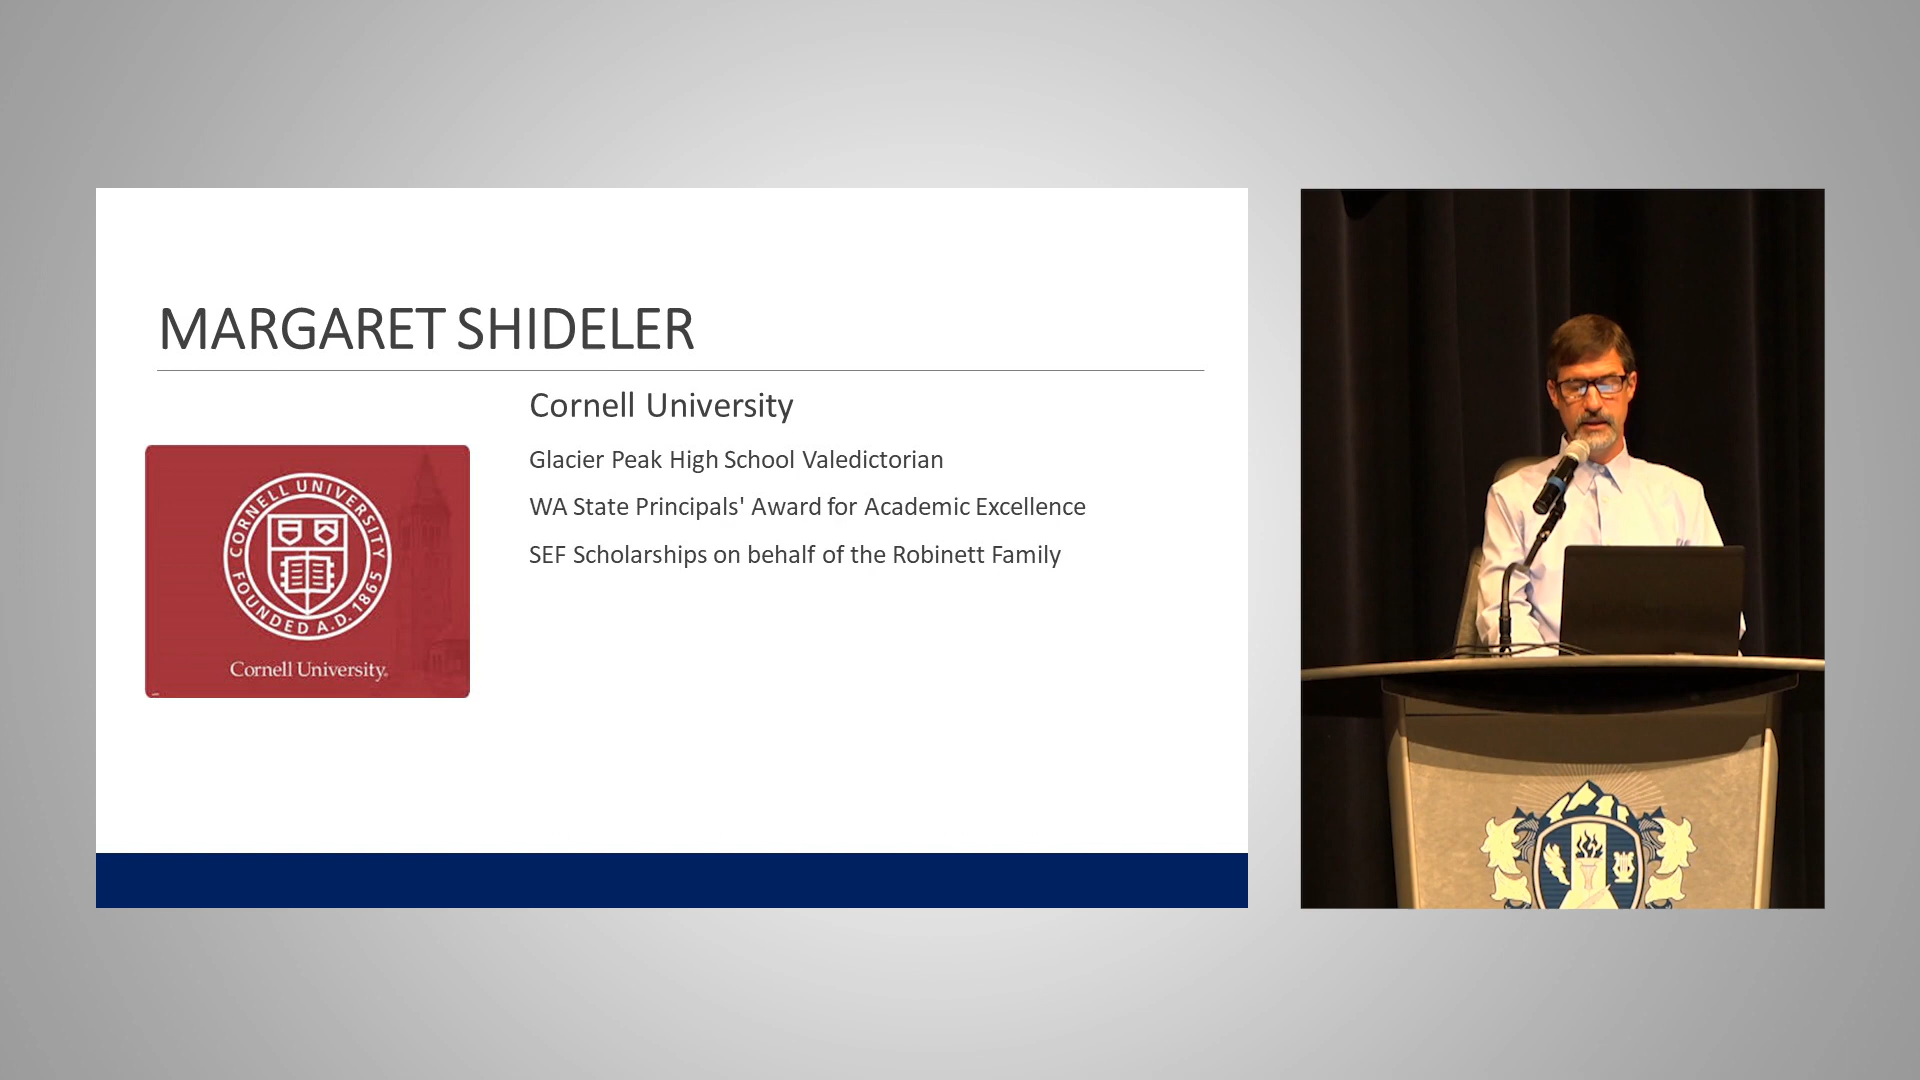 MARGARET SHIDELER
Cornell University
Glacier Peak High School Valedictorian
WA State Principals' Award for Academic Excellence
SEF Scholarships on behalf of the Robinett Family
CORNELL UNIVERSITY
FOUNDED A.D. 1865
Cornell University®